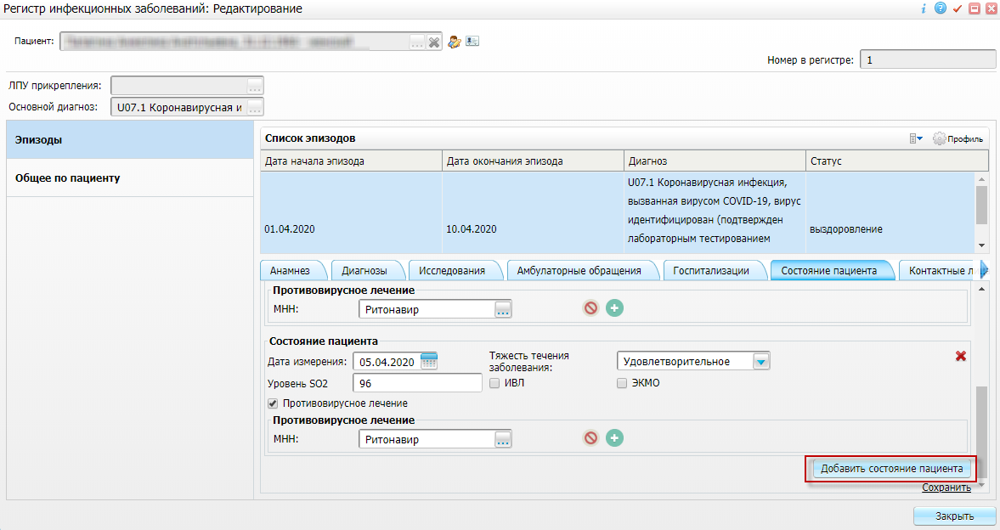 Регистр инфекционных заболеваний: Редактирование
Пациент:
Номер в регистре: 1
ЛПУ прикрепления:
Основной диагноз: U07.1 Коронавирусная и
Эпизоды
Общее по пациенту
Список эпизодов
Профиль
Дата начала эпизода Дата окончания эпизода Диагноз Статус
U07.1 Коронавирусная инфекция,
вызванная вирусом COVID-19, вирус
идентифицирован (подтвержден
лабораторным тестированием
01.04.2020 10.04.2020 выздоровление
Анамнез Диагнозы Исследования Амбулаторные обращения Госпитализации Состояние пациента Контактные
Противовирусное лечение
МНН: Ритонавир
Состояние пациента
Дата измерения: 05.04.2020 Тяжесть течения
заболевания: Удовлетворительное
Уровень SO2 96 ИВЛ ЭКМО
Противовирусное лечение
Противовирусное лечение
МНН: Ритонавир
Добавить состояние пациента
Сохранить
Закрыть